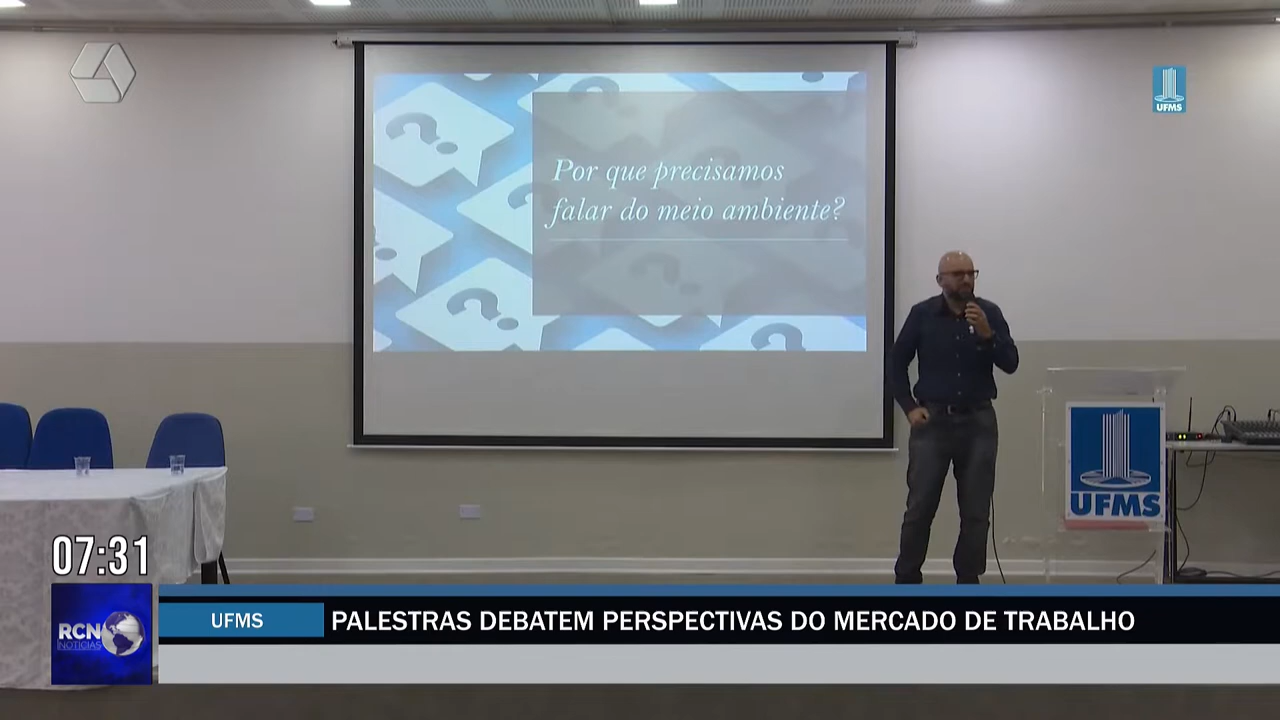 UFMS
Por que precisamos
falar do meio ambiente?
UFMS
07:31
RCN
NOTÍCIAS
UFMS
PALESTRAS DEBATEM PERSPECTIVAS DO MERCADO DE TRABALHO